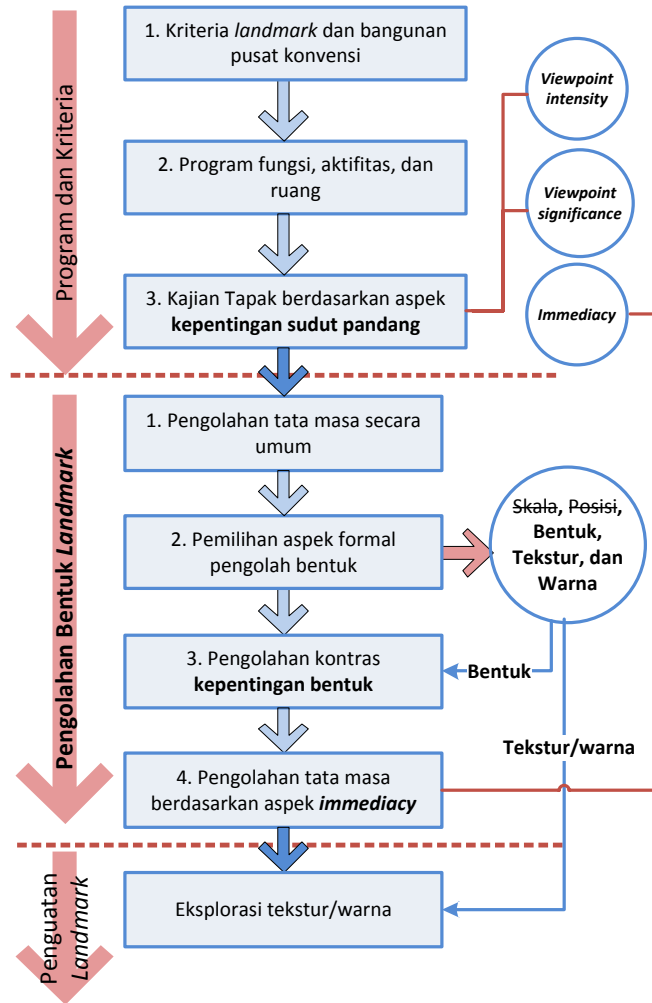 Program dan Kriteria
1. Kriteria landmark dan bangunan
pusat konvensi
2. Program fungsi, aktifitas, dan
ruang
3. Kajian Tapak berdasarkan aspek
kepentingan sudut pandang
Viewpoint
intensity
Viewpoint
significance
Immediacy
Pengolahan Bentuk Landmark
1. Pengolahan tata masa secara
umum
2. Pemilihan aspek formal
pengolah bentuk
Skala, Posisi,
Bentuk,
Tekstur, dan
Warna
3. Pengolahan kontras
kepentingan bentuk
Bentuk
Tekstur/warna
4. Pengolahan tata masa
berdasarkan aspek immediacy
Penguatan
Landmark
Eksplorasi tekstur/warna